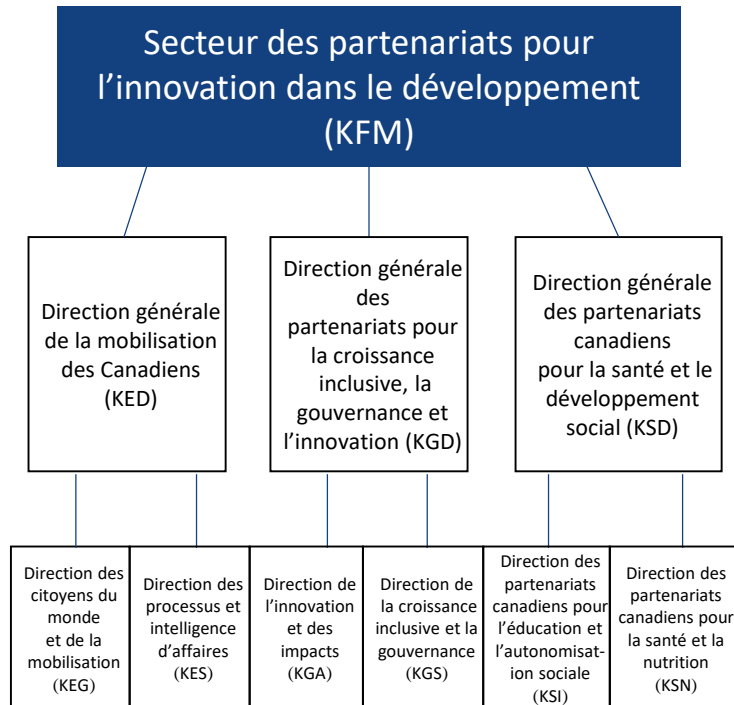 Secteur des partenariats pour
l’innovation dans le développement
(KFM)
Direction générale
de la mobilisation
des Canadiens
(KED)
Direction générale
des
partenariats pour
la croissance
inclusive, la
gouvernance et
l’innovation (KGD)
Direction générale
des partenariats
canadiens
pour la santé et le
développement
social (KSD)
Direction des
citoyens du
monde
et de la
mobilisation
(KEG)
Direction des
processus et
intelligence
d’affaires
(KES)
Direction de
l’innovation
et des
impacts
(KGA)
Direction de
la croissance
inclusive et la
gouvernance
(KGS)
Direction des
partenariats
canadiens pour
l’éducation et
l’autonomisat-
ion sociale
(KSI)
Direction des
partenariats
canadiens pour
la santé et la
nutrition
(KSN)